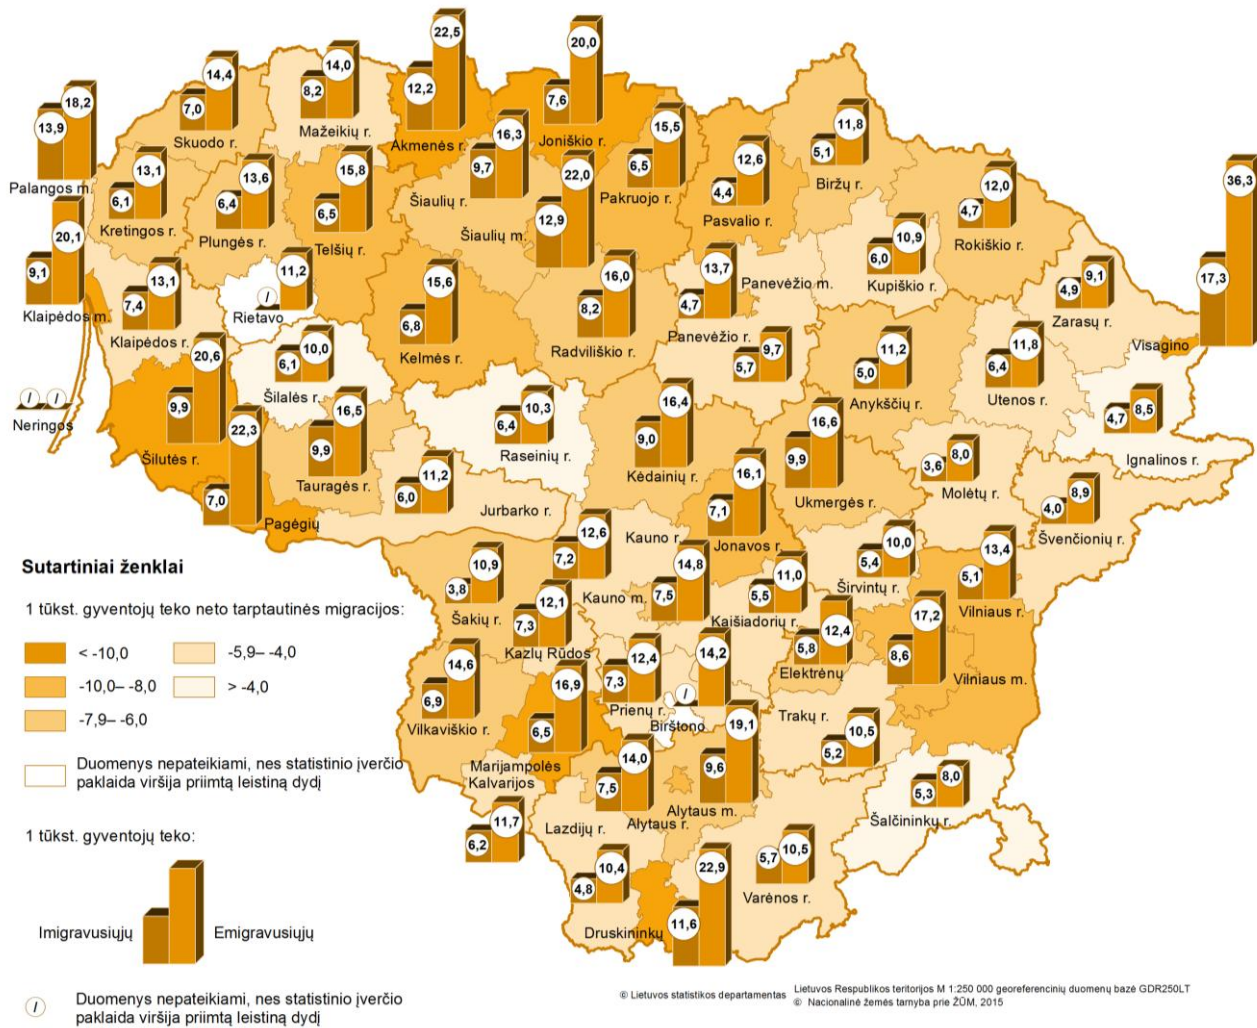 22,5
20,0
14,0
14,4
12,2
8,2
7,6
18,2
7,0
Mažeikių r.
16,3
15,5
11,8
13,9
Skuodo r.
Akmenės r.
Joniškio r.
12,6
5,1
Palangos m.
13,1
13,6
15,8
9,7
22,0
6,5
4,4
Biržų r.
12,0
36,3
6,1
6,4
6,5
Šiaulių r.
Pakruojo r.
Pasvalio r.
4,7
20,1
Kretingos r.
Plungės r.
Telšių r.
Šiaulių m.
12,9
10,9
Rokiškio r.
9,1
13,1
11,2
15,6
16,0
13,7
Panevėžio m.
6,0
9,1
17,3
7,4
/
8,2
4,7
Kupiškio r.
4,9
Klaipėdos m.
Rietavo
6,8
Zarasų r.
Klaipėdos r.
20,6
10,0
Kelmės r.
Radviliškio r.
Panevėžio r.
9,7
11,2
11,8
Visagino
6,1
5,7
5,0
6,4
/ /
Šilalės r.
10,3
Anykščių r.
Utenos r.
8,5
Neringos
9,9
22,3
16,5
6,4
16,4
16,6
4,7
Šilutės r.
9,9
Raseinių r.
9,0
8,0
Ignalinos r.
7,0
Tauragės r.
11,2
Kėdainių r.
16,1
9,9
3,6
8,9
6,0
Ukmergės r.
Molėtų r.
4,0
Pagėgių
Jurbarko r.
12,6
Kauno r.
7,1
Jonavos r.
10,0
Švenčionių r.
Sutartiniai ženklai
10,9
7,2
14,8
11,0
5,4
13,4
3,8
Kauno m.
7,5
5,5
Širvintų r.
5,1
1 tūkst. gyventojų teko neto tarptautinės migracijos:
Šakių r.
12,1
Kaišiadorių r.
17,2
Vilniaus r.
7,3
12,4
< -10,0
-5,9– -4,0
14,6
Kazlų Rūdos
12,4
14,2
5,8
8,6
-10,0– -8,0
> -4,0
6,9
16,9
7,3
/
Elektrėnų
Vilniaus m.
-7,9– -6,0
Vilkaviškio r.
6,5
Prienų r.
Birštono
19,1
Trakų r.
10,5
Duomenys nepateikiami, nes statistinio įverčio
paklaida viršija priimtą leistiną dydį
Marijampolės
14,0
9,6
5,2
8,0
Kalvarijos
7,5
5,3
11,7
Lazdijų r.
Alytaus r.
Alytaus m.
Šalčininkų r.
1 tūkst. gyventojų teko:
6,2
10,4
22,9
5,7
10,5
4,8
Varėnos r.
Imigravusiųjų
Emigravusiųjų
Druskininkų
11,6
/ Duomenys nepateikiami, nes statistinio įverčio
paklaida viršija priimtą leistiną dydį
© Lietuvos statistikos departamentas
Lietuvos Respublikos teritorijos M 1:250 000 georeferencinių duomenų bazė GDR250LT
© Nacionalinė žemės tarnyba prie ŽŪM, 2015